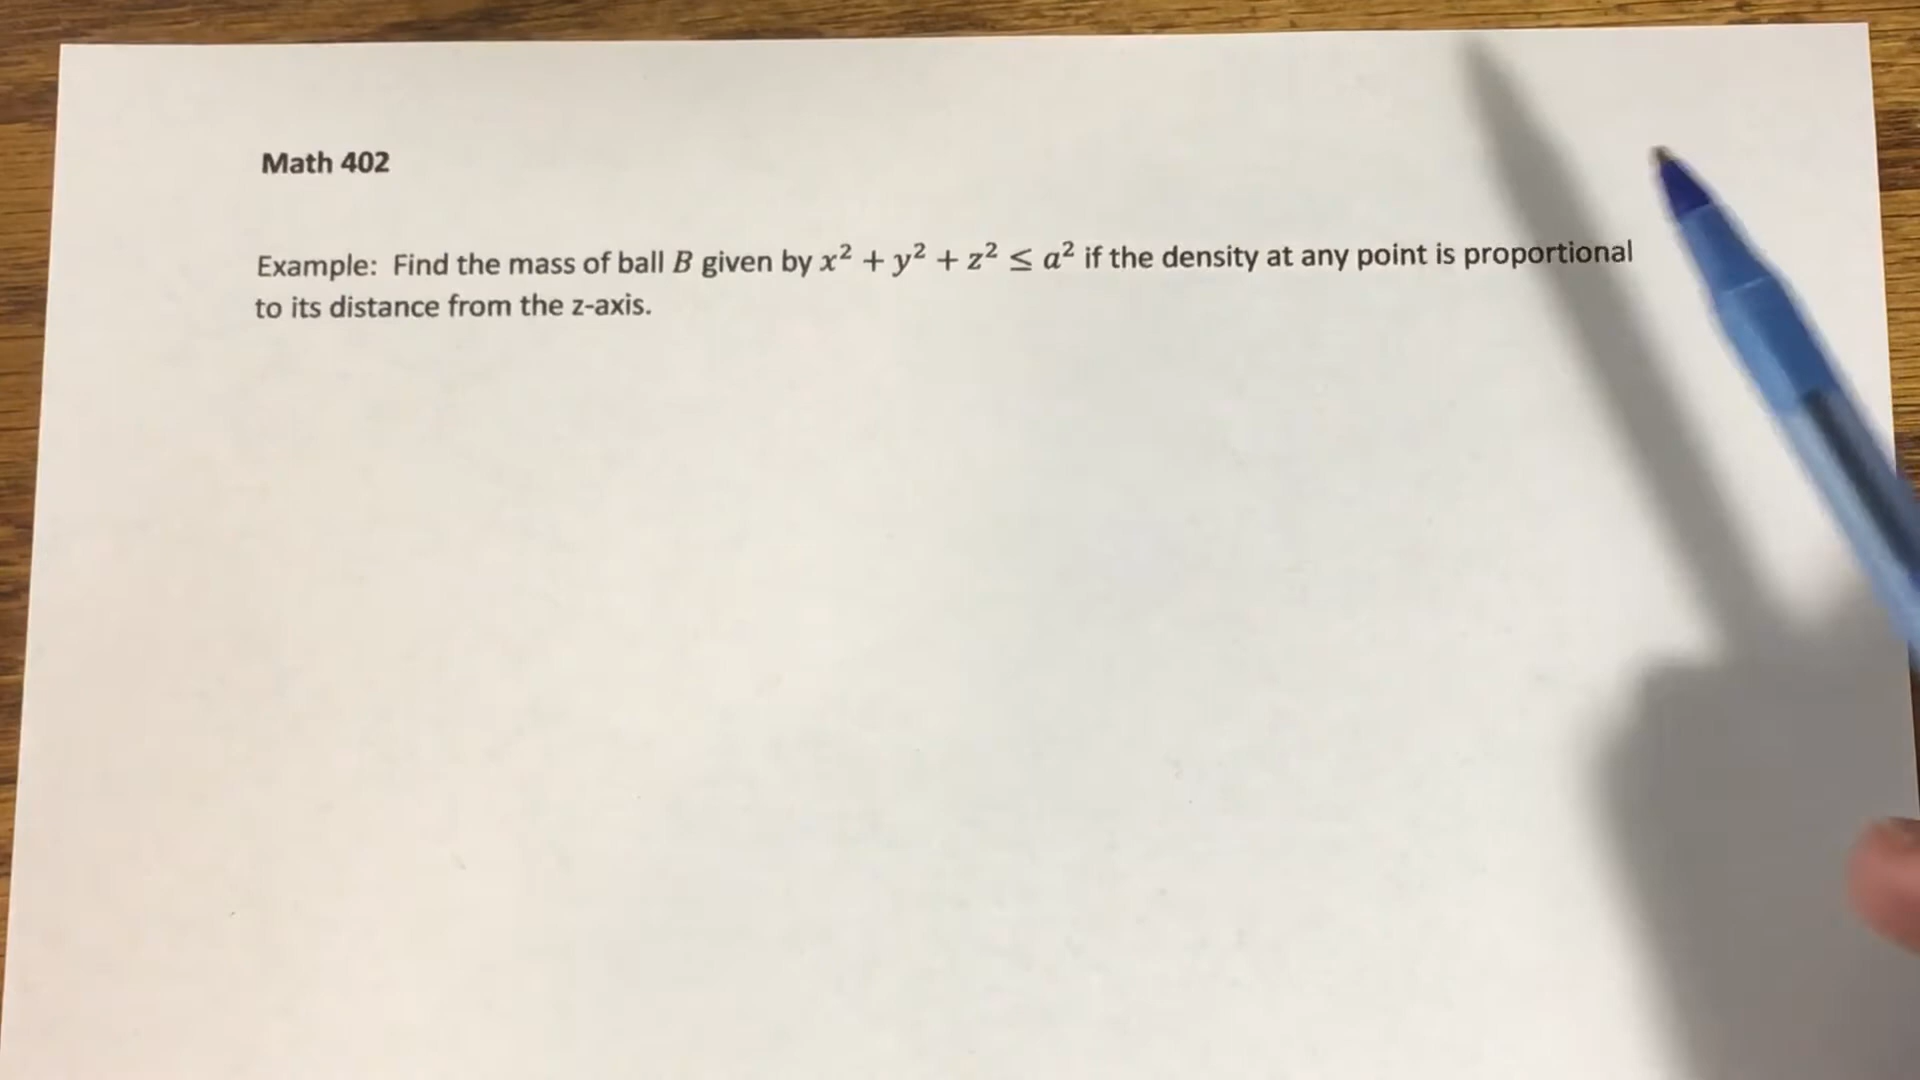 Math 402
Example: Find the mass of ball B given by x² + y² + z² ≤ a² if the density at any point is proportional
to its distance from the z-axis.